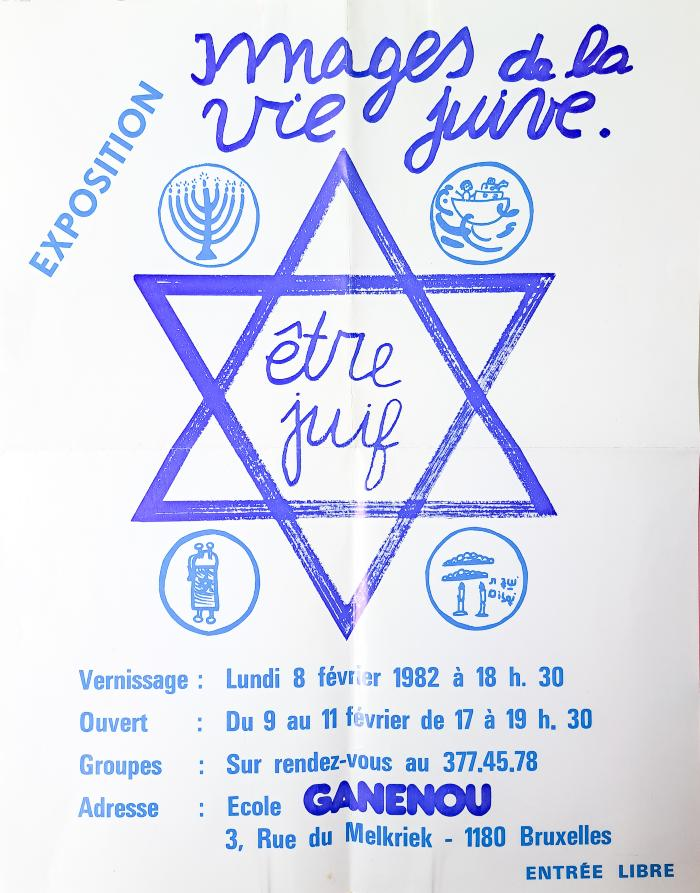 EXPOSITION
Images de la
vie juive.
être
juif
Vernissage : Lundi 8 février 1982 à 18 h. 30
Ouvert : Du 9 au 11 février de 17 à 19 h. 30
Groupes : Sur rendez-vous au 377.45.78
Adresse : Ecole GANENOU
3, Rue du Melkriek - 1180 Bruxelles
ENTRÉE LIBRE